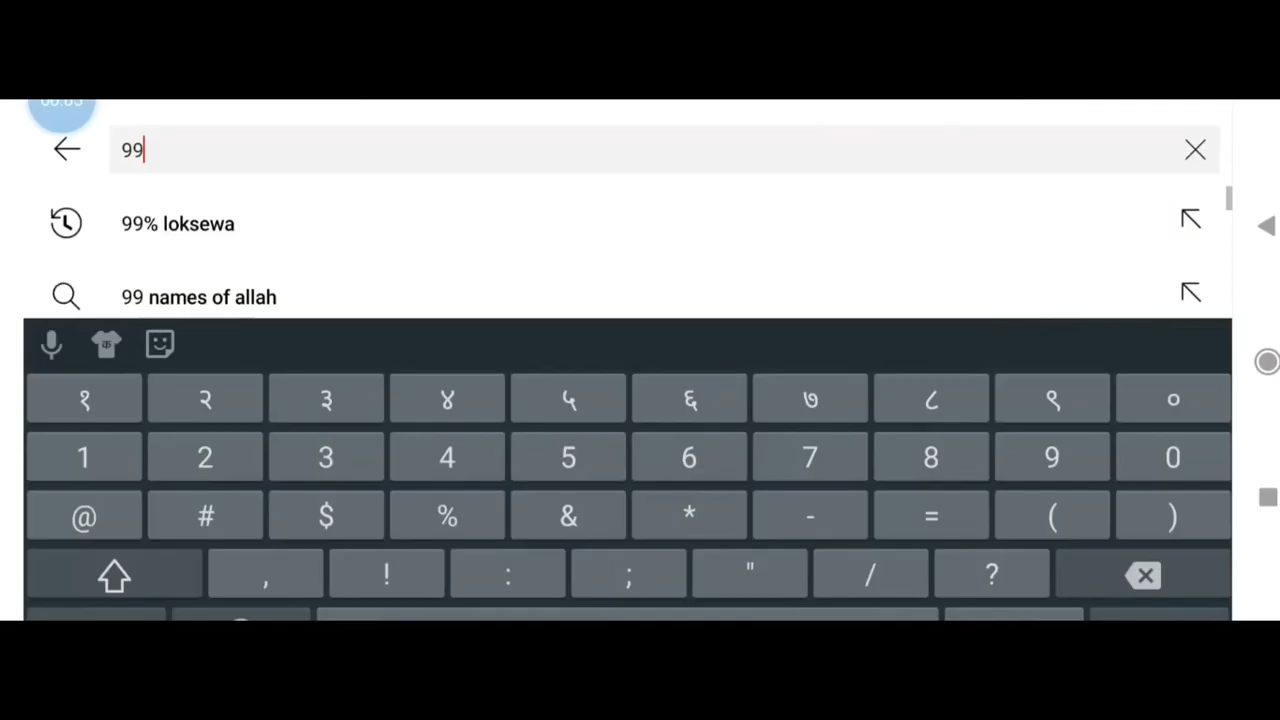 99
99% loksewa
99 names of allah
क
१ २ ३ ४ ५ ६ ७ ८ ९ ०
1 2 3 4 5 6 7 8 9 0
@ # $ % & * - = ( )
, ! : ; " / ?